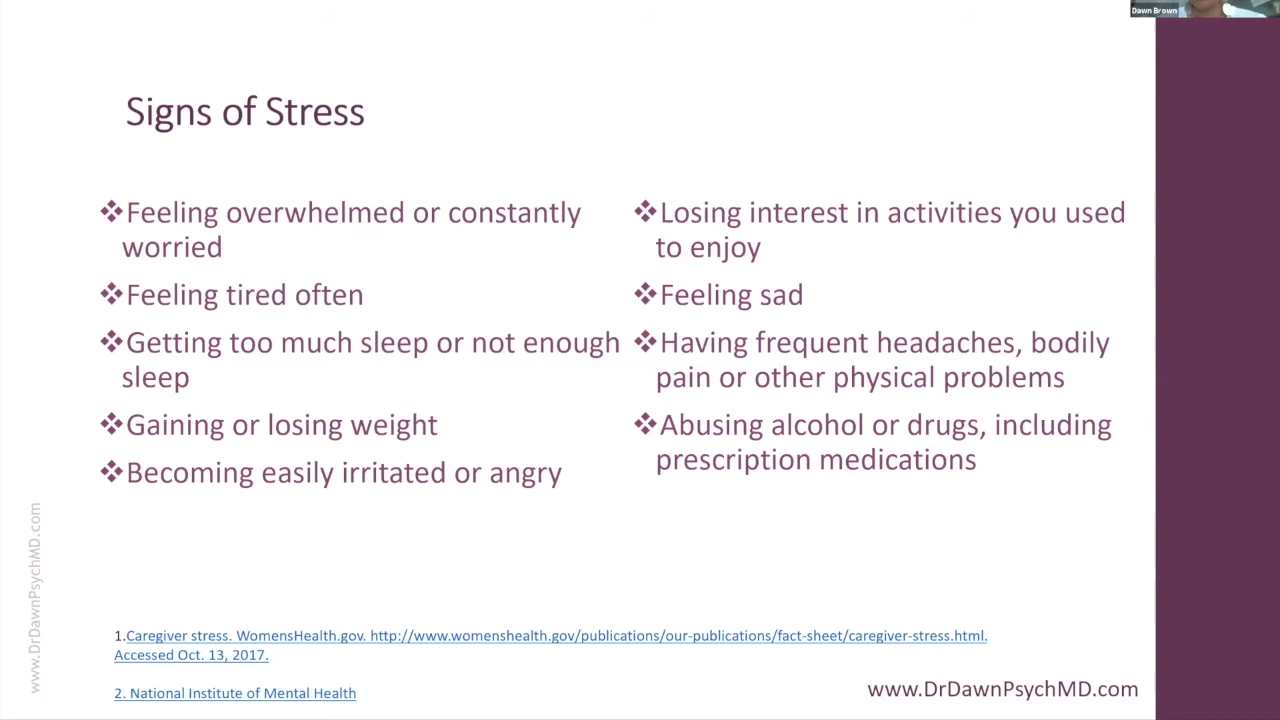 Dawn Brown
Signs of Stress
❖Feeling overwhelmed or constantly
worried
❖Feeling tired often
❖Getting too much sleep or not enough
sleep
❖Gaining or losing weight
❖Becoming easily irritated or angry
❖Losing interest in activities you used
to enjoy
❖Feeling sad
❖Having frequent headaches, bodily
pain or other physical problems
❖Abusing alcohol or drugs, including
prescription medications
www.DrDawnPsychMD.com
1.Caregiver stress. WomensHealth.gov. http://www.womenshealth.gov/publications/our-publications/fact-sheet/caregiver-stress.html.
Accessed Oct. 13, 2017.
2. National Institute of Mental Health
www.DrDawnPsychMD.com